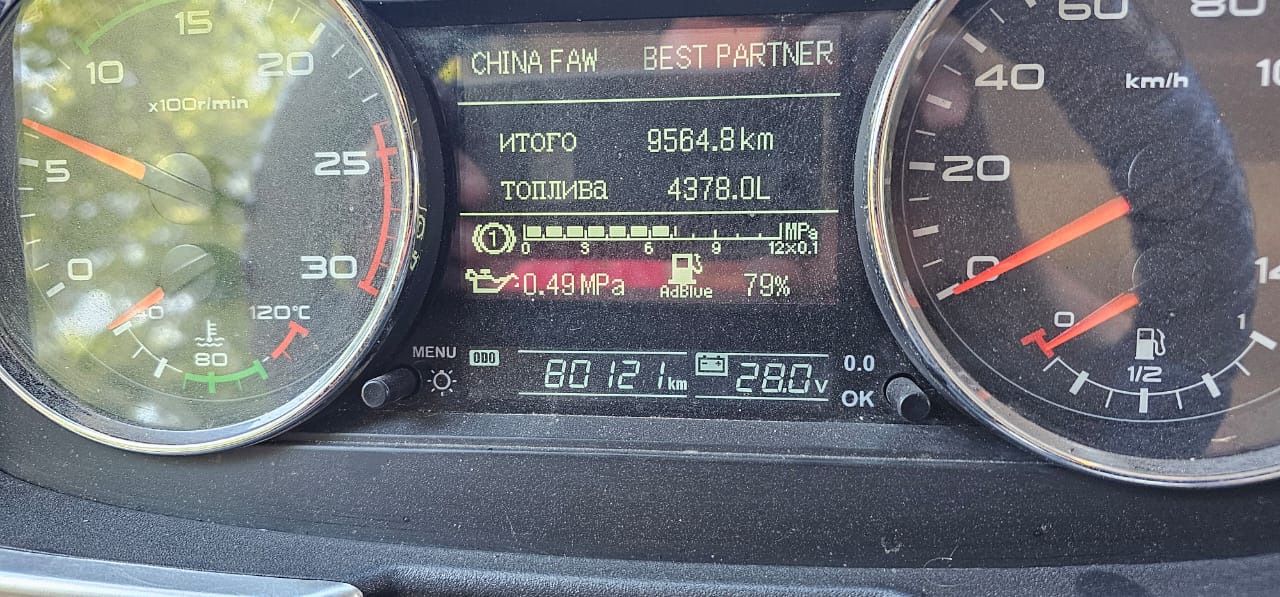 15
10
20
x100r/min
5
25
0
30
40
120°C
80
CHINA FAW BEST PARTNER
ИТОГО 9564.8km
ТОПЛИВА 4378.0L
1 MPa
0 3 6 9 12x0.1
0.49MPa AdBlue 79%
MENU ODO 80121km 28.0V 0.0
OK
60 80
40 km/h
20
0
0 1
1/2